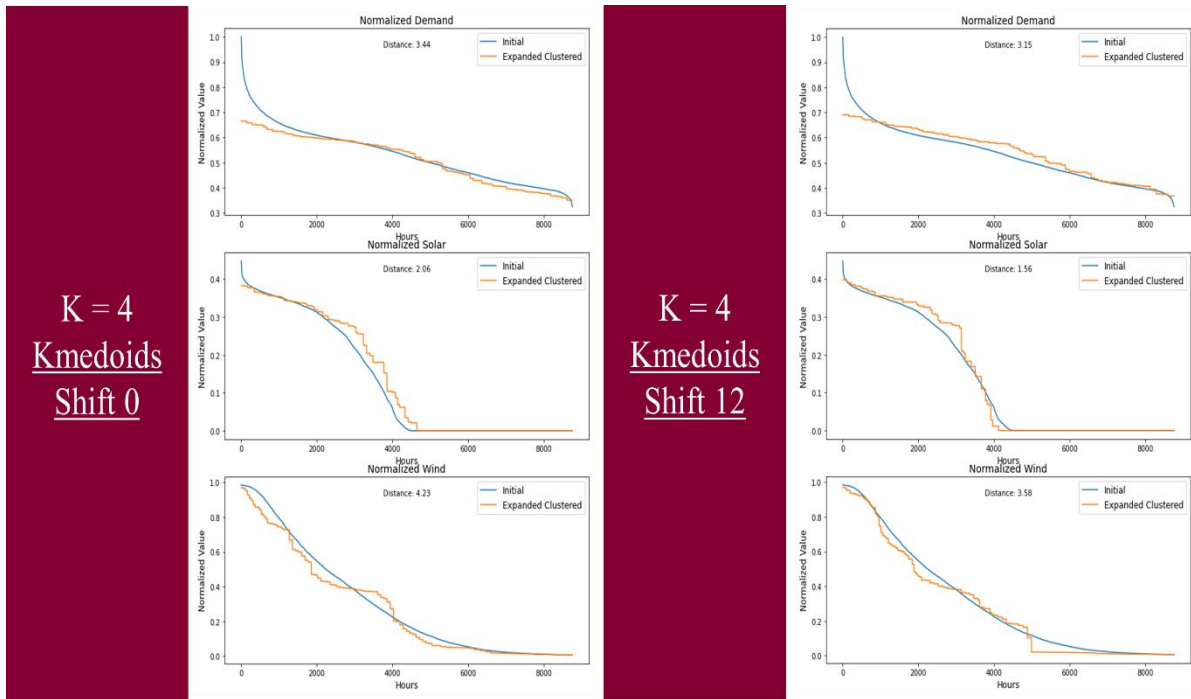 K = 4
Kmedoids
Shift 0
Normalized Demand
Distance: 3.44
Initial
Expanded Clustered
Normalized Value
1.0
0.9
0.8
0.7
0.6
0.5
0.4
0.3
0
2000
4000
6000
8000
Hours
Normalized Solar
Distance: 2.06
Initial
Expanded Clustered
Normalized Value
0.4
0.3
0.2
0.1
0.0
0
2000
4000
6000
8000
Hours
Normalized Wind
Distance: 4.23
Initial
Expanded Clustered
Normalized Value
1.0
0.8
0.6
0.4
0.2
0.0
0
2000
4000
6000
8000
Hours
K = 4
Kmedoids
Shift 12
Normalized Demand
Distance: 3.15
Initial
Expanded Clustered
Normalized Value
1.0
0.9
0.8
0.7
0.6
0.5
0.4
0.3
0
2000
4000
6000
8000
Hours
Normalized Solar
Distance: 1.56
Initial
Expanded Clustered
Normalized Value
0.4
0.3
0.2
0.1
0.0
0
2000
4000
6000
8000
Hours
Normalized Wind
Distance: 3.58
Initial
Expanded Clustered
Normalized Value
1.0
0.8
0.6
0.4
0.2
0.0
0
2000
4000
6000
8000
Hours